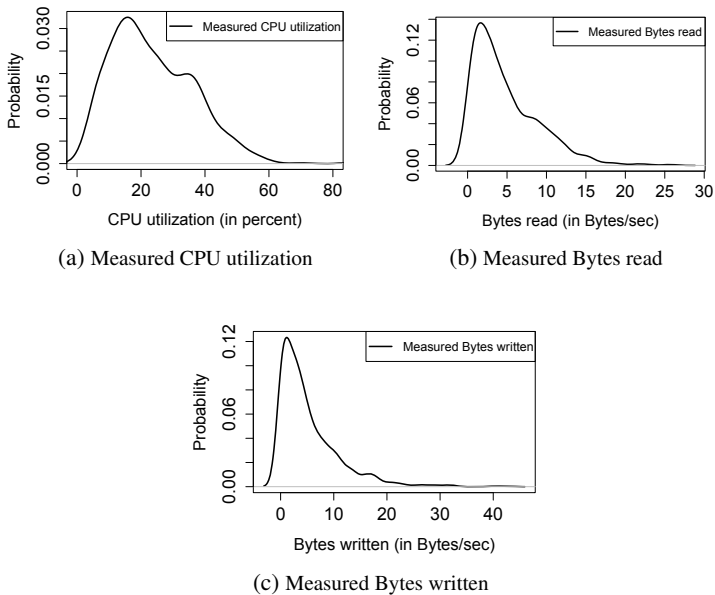 Measured CPU utilization
Probability
0.000 0.015 0.030
0 20 40 60 80
CPU utilization (in percent)
(a) Measured CPU utilization
Measured Bytes read
Probability
0.00 0.06 0.12
0 5 10 15 20 25 30
Bytes read (in Bytes/sec)
(b) Measured Bytes read
Measured Bytes written
Probability
0.00 0.06 0.12
0 10 20 30 40
Bytes written (in Bytes/sec)
(c) Measured Bytes written